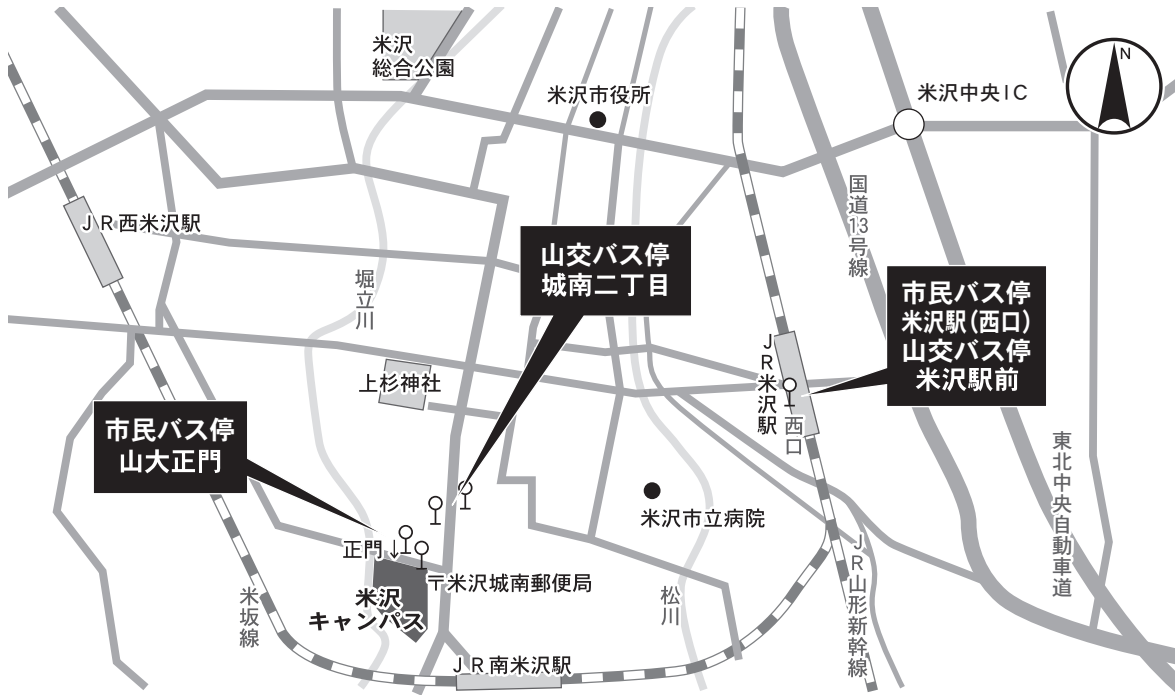 米沢
総合公園
米沢市役所
米沢中央IC
N
国道13号線
JR西米沢駅
堀立川
山交バス停
城南二丁目
市民バス停
米沢駅(西口)
山交バス停
米沢駅前
JR米沢駅
西口
上杉神社
市民バス停
山大正門
東北中央自動車道
米沢市立病院
正門↓
〒米沢城南郵便局
米沢
キャンパス
米坂線
松川
JR山形新幹線
JR南米沢駅